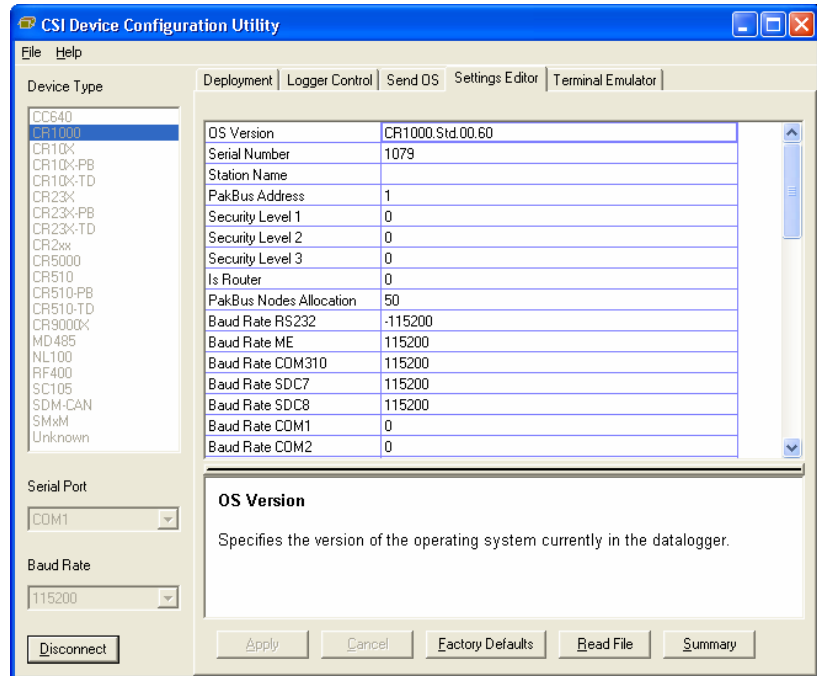 CSI Device Configuration Utility
File Help
Device Type
CC640
CR1000
CR10X
CR10X-PB
CR10X-TD
CR23X
CR23X-PB
CR23X-TD
CR2xx
CR5000
CR510
CR510-PB
CR510-TD
CR9000X
MD485
NL100
RF400
SC105
SDM-CAN
SMxM
Unknown
Serial Port
COM1
Baud Rate
115200
Disconnect
Deployment Logger Control Send OS Settings Editor Terminal Emulator
OS Version CR1000.Std.00.60
Serial Number 1079
Station Name
PakBus Address 1
Security Level 1 0
Security Level 2 0
Security Level 3 0
Is Router 0
PakBus Nodes Allocation 50
Baud Rate RS232 -115200
Baud Rate ME 115200
Baud Rate COM310 115200
Baud Rate SDC7 115200
Baud Rate SDC8 115200
Baud Rate COM1 0
Baud Rate COM2 0
OS Version
Specifies the version of the operating system currently in the datalogger.
Apply Cancel Factory Defaults Read File Summary